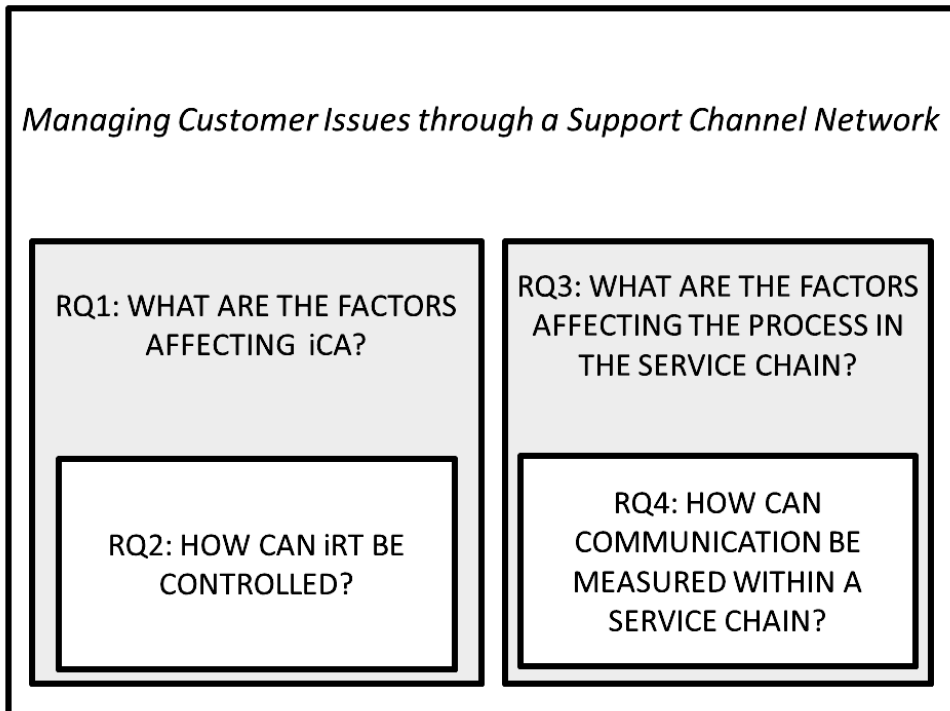 Managing Customer Issues through a Support Channel Network
RQ1: WHAT ARE THE FACTORS
AFFECTING iCA?
RQ2: HOW CAN iRT BE
CONTROLLED?
RQ3: WHAT ARE THE FACTORS
AFFECTING THE PROCESS IN
THE SERVICE CHAIN?
RQ4: HOW CAN
COMMUNICATION BE
MEASURED WITHIN A
SERVICE CHAIN?